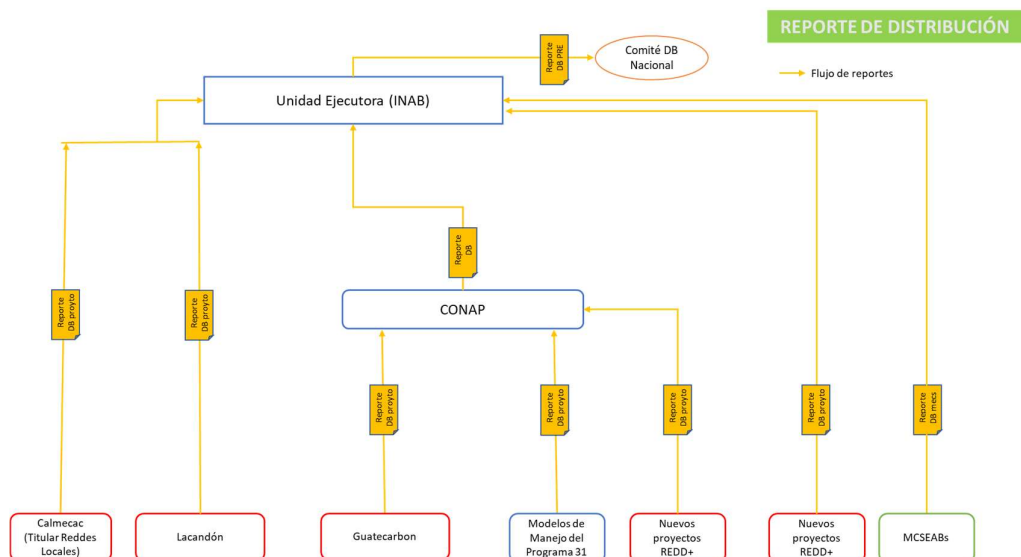 REPORTE DE DISTRIBUCIÓN
Reporte
DB PRE
Comité DB
Nacional
Flujo de reportes
Unidad Ejecutora (INAB)
Reporte
DB
Reporte
DB proyto
Reporte
DB proyto
CONAP
Reporte
DB proyto
Reporte
DB proyto
Reporte
DB proyto
Reporte
DB proyto
Reporte
DB mecs
Calmecac
(Titular Reddes
Locales)
Lacandón
Guatecarbon
Modelos de
Manejo del
Programa 31
Nuevos
proyectos
REDD+
Nuevos
proyectos
REDD+
MCSEABs